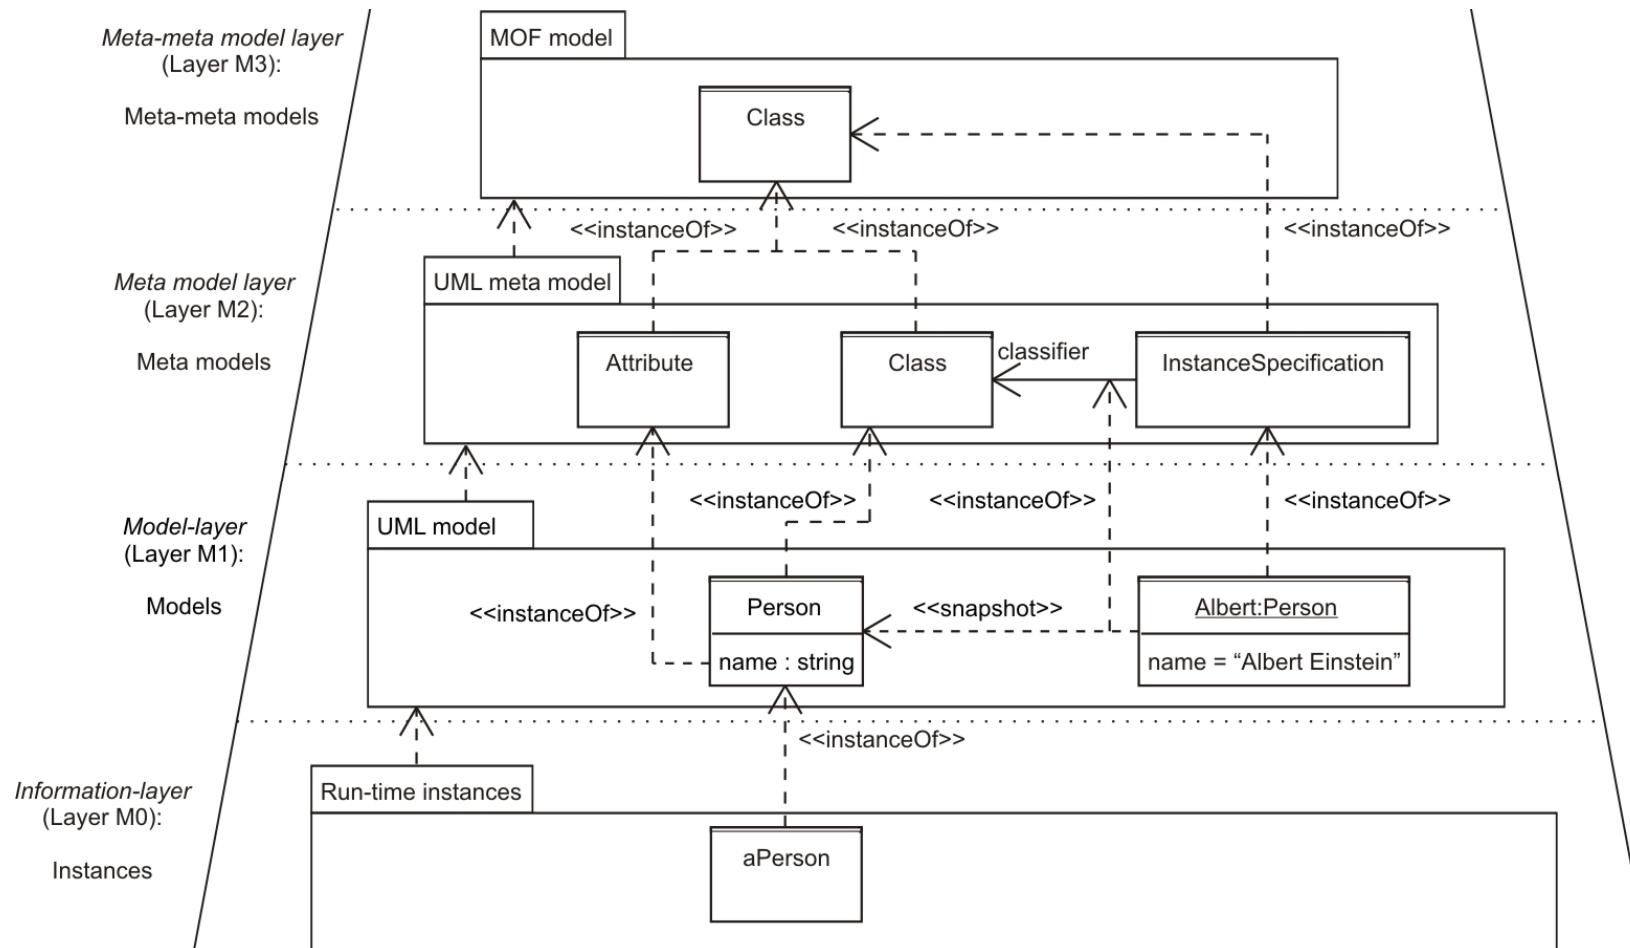 Meta-meta model layer
(Layer M3):
Meta-meta models
MOF model
Class
<<instanceOf>>
<<instanceOf>>
<<instanceOf>>
Meta model layer
(Layer M2):
Meta models
UML meta model
Attribute
Class
classifier
InstanceSpecification
<<instanceOf>>
<<instanceOf>>
<<instanceOf>>
Model-layer
(Layer M1):
Models
UML model
<<instanceOf>>
Person
name : string
<<snapshot>>
Albert:Person
name = “Albert Einstein”
<<instanceOf>>
Information-layer
(Layer M0):
Instances
Run-time instances
aPerson